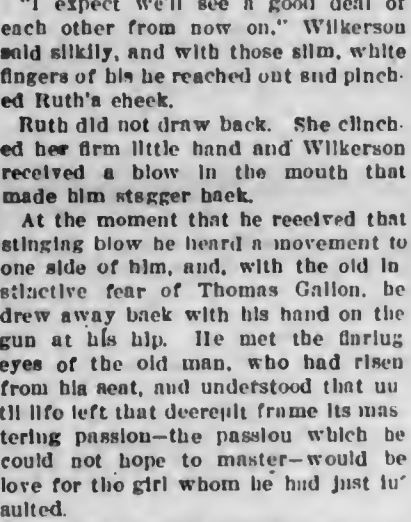 "I expect we'll see a good deal of
each other from now on," Wilkerson
said silkily, and with those slim, white
fingers of his he reached out and pinch-
ed Ruth's cheek.
Ruth did not draw back. She clinch-
ed her firm little hand and Wilkerson
received a blow in the mouth that
made him stagger back.
At the moment that he received that
stinging blow he heard a movement to
one side of him, and, with the old in
stinctive fear of Thomas Gallon, he
drew away back with his hand on the
gun at his hip. He met the flaring
eyes of the old man, who had risen
from his seat, and understood that un
til life left that decrepit frame its mas
tering passion—the passion which he
could not hope to master—would be
love for the girl whom he had just in-
sulted.